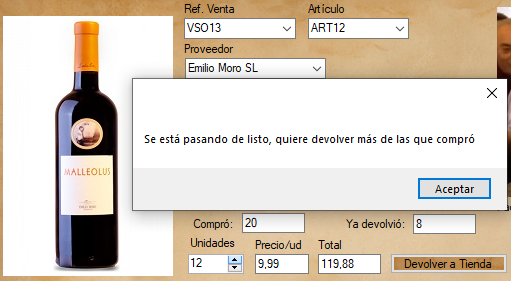 Ref. Venta
Artículo
VSO13
ART12
Proveedor
Emilio Moro SL
Se está pasando de listo, quiere devolver más de las que compró
Aceptar
MALLEOLUS
Compró: 20
Ya devolvió: 8
Unidades
Precio/ud
Total
12
9,99
119,88
Devolver a Tienda